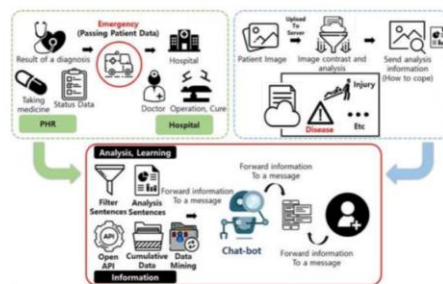 Emergency
(Passing Patient Data)
Result of a diagnosis
Hospital
Taking
medicine
Status Data
Doctor
Operation, Cure
PHR
Hospital
Upload
To
Server
Patient Image
Image contrast and
analysis
Send analysis
information
(How to cope)
Injury
Disease
Etc
Analysis, Learning
Filter
Sentences
Analysis
Sentences
Forward information
To a message
Open
API
API
Cumulative
Data
Data
Mining
Information
Chat-bot
Forward information
To a message
Forward information
To a message